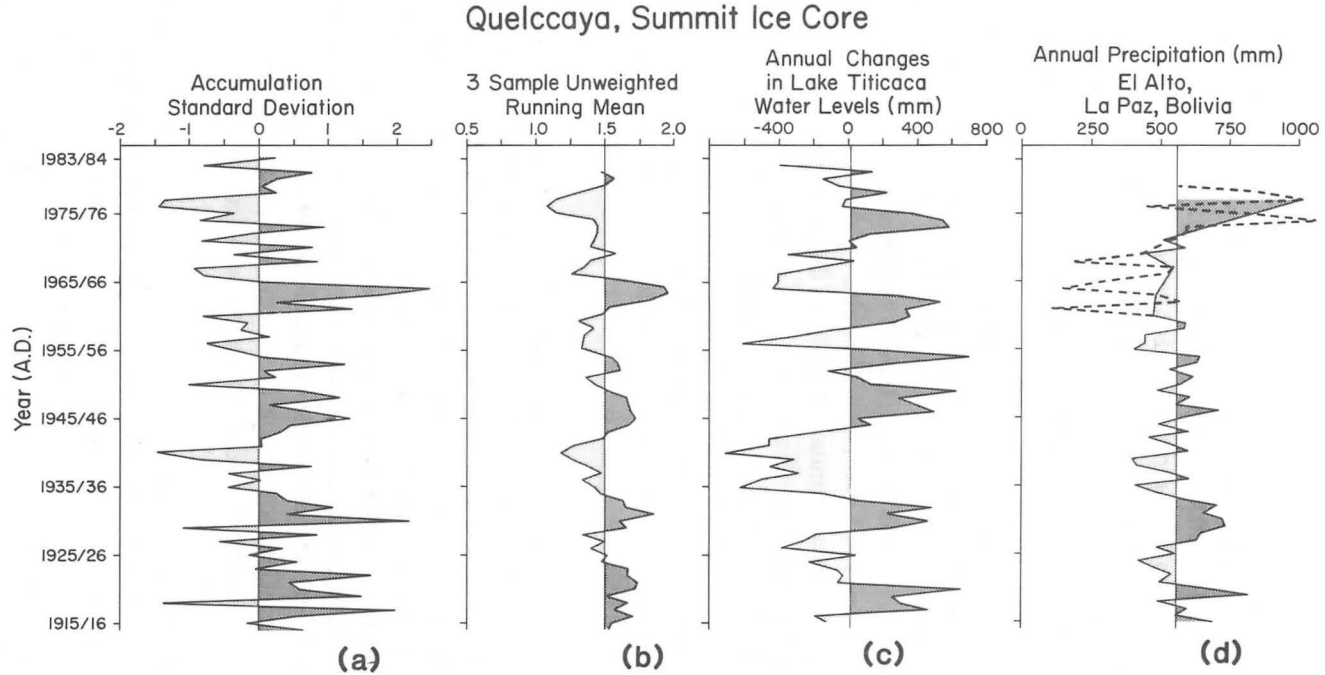 Quelccaya, Summit Ice Core
Accumulation
Standard Deviation
-2 -1 0 1 2
3 Sample Unweighted
Running Mean
0.5 1.0 1.5 2.0
Annual Changes
in Lake Titicaca
Water Levels (mm)
-400 0 400 800
Annual Precipitation (mm)
El Alto,
La Paz, Bolivia
0 250 500 750 1000
Year (A.D.)
1983/84
1975/76
1965/66
1955/56
1945/46
1935/36
1925/26
1915/16
(a)
(b)
(c)
(d)